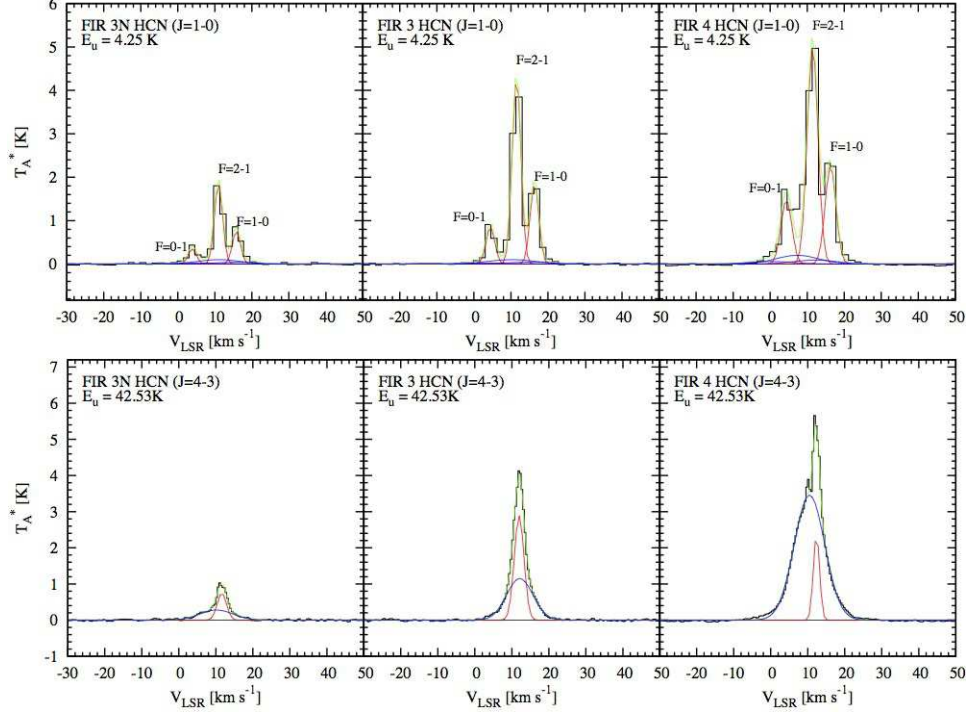 FIR 3N HCN (J=1-0)
E_u = 4.25 K
F=0-1
F=2-1
F=1-0
FIR 3 HCN (J=1-0)
E_u = 4.25 K
F=0-1
F=2-1
F=1-0
FIR 4 HCN (J=1-0)
E_u = 4.25 K
F=0-1
F=2-1
F=1-0
T_A^* [K]
6
5
4
3
2
1
0
-30 -20 -10 0 10 20 30 40 50
-20 -10 0 10 20 30 40 50
-20 -10 0 10 20 30 40 50
V_LSR [km s^-1]
V_LSR [km s^-1]
V_LSR [km s^-1]
FIR 3N HCN (J=4-3)
E_u = 42.53K
FIR 3 HCN (J=4-3)
E_u = 42.53K
FIR 4 HCN (J=4-3)
E_u = 42.53K
T_A^* [K]
7
6
5
4
3
2
1
0
-1
-30 -20 -10 0 10 20 30 40 50
-20 -10 0 10 20 30 40 50
-20 -10 0 10 20 30 40 50
V_LSR [km s^-1]
V_LSR [km s^-1]
V_LSR [km s^-1]